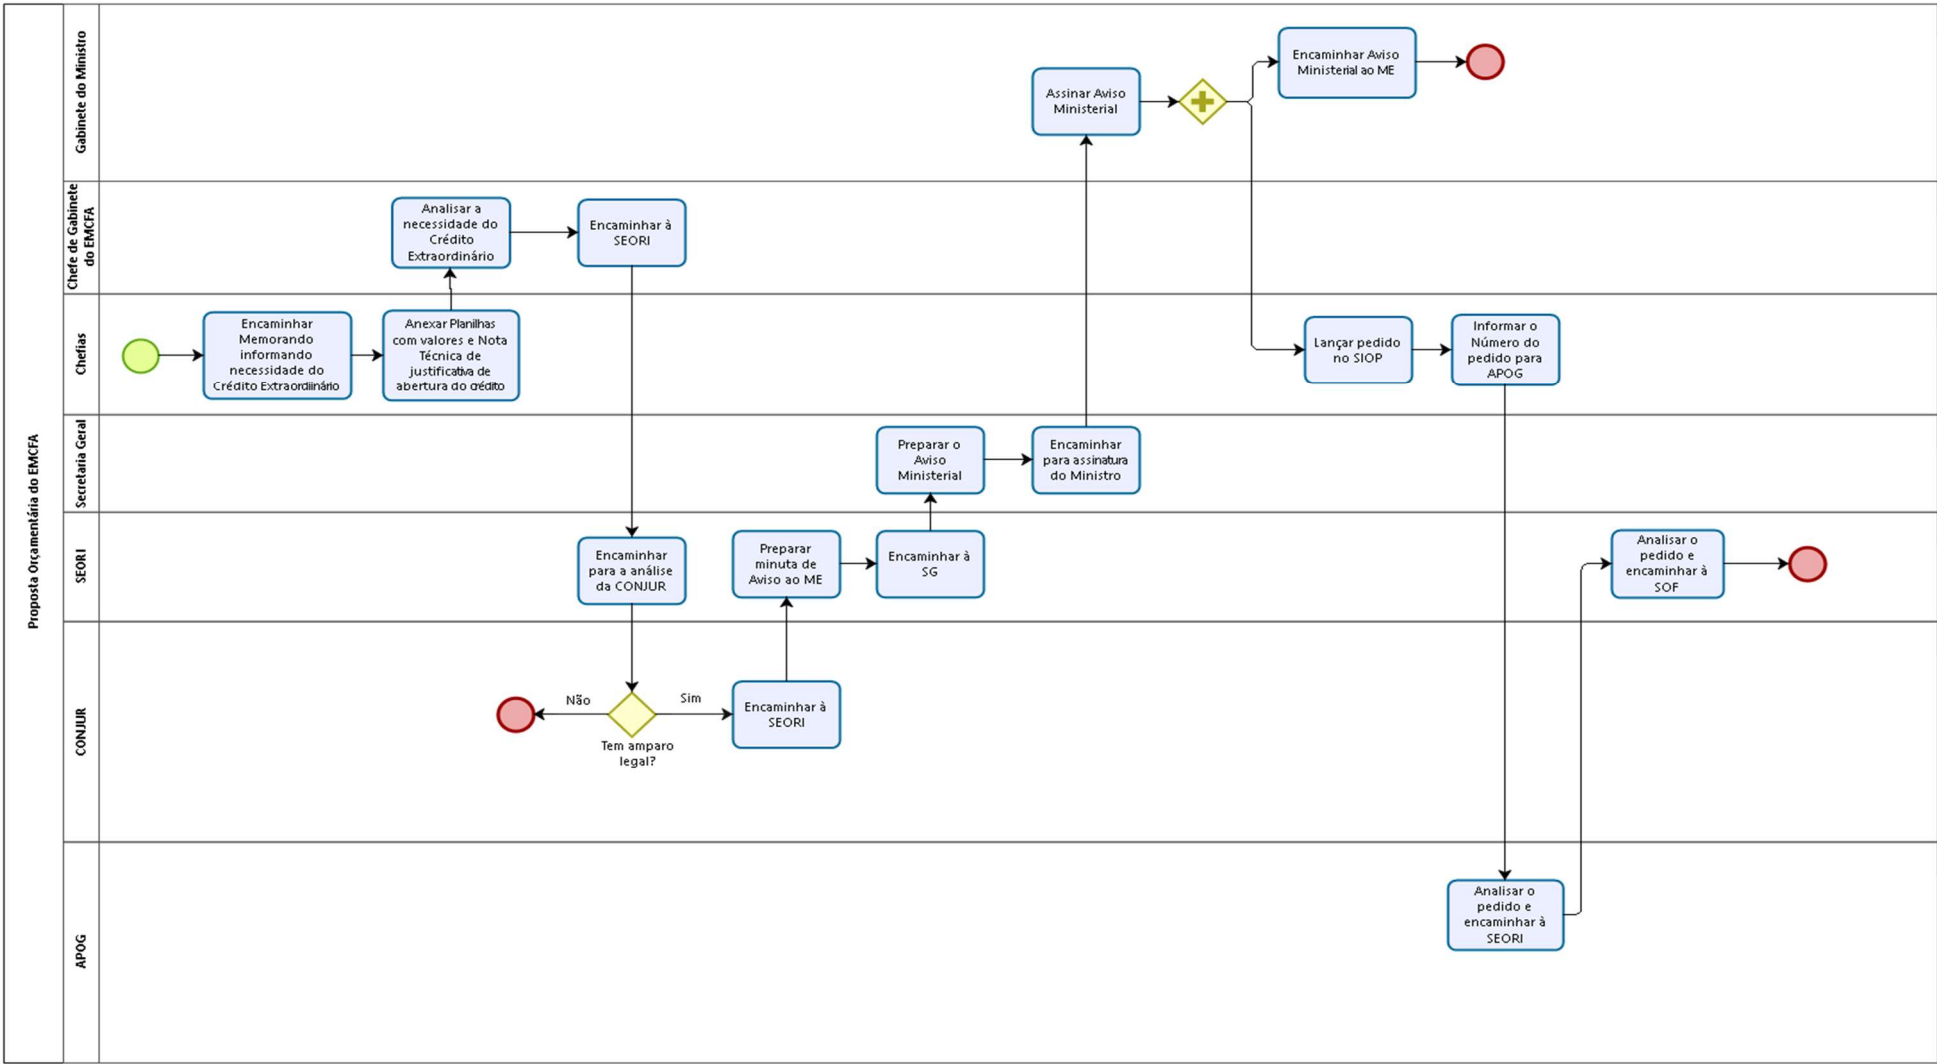 Proposta Orçamentária do EMCFA
Gabinete do Ministro
Assinar Aviso
Ministerial
Encaminhar Aviso
Ministerial ao ME
Chefe de Gabinete
do EMCFA
Analisar a
necessidade do
Crédito
Extraordinário
Encaminhar à
SEORI
Chefias
Encaminhar
Memorando
informando
necessidade do
Crédito Extraordiinário
Anexar Planilhas
com valores e Nota
Técnica de
justificativa de
abertura do crédito
Lançar pedido
no SIOP
Informar o
Número do
pedido para
APOG
Secretaria Geral
Preparar o
Aviso
Ministerial
Encaminhar
para assinatura
do Ministro
SEORI
Encaminhar
para a análise
da CONJUR
Preparar
minuta de
Aviso ao ME
Encaminhar à
SG
Analisar o
pedido e
encaminhar à
SOF
CONJUR
Não
Tem amparo
legal?
Sim
Encaminhar à
SEORI
APOG
Analisar o
pedido e
encaminhar à
SEORI